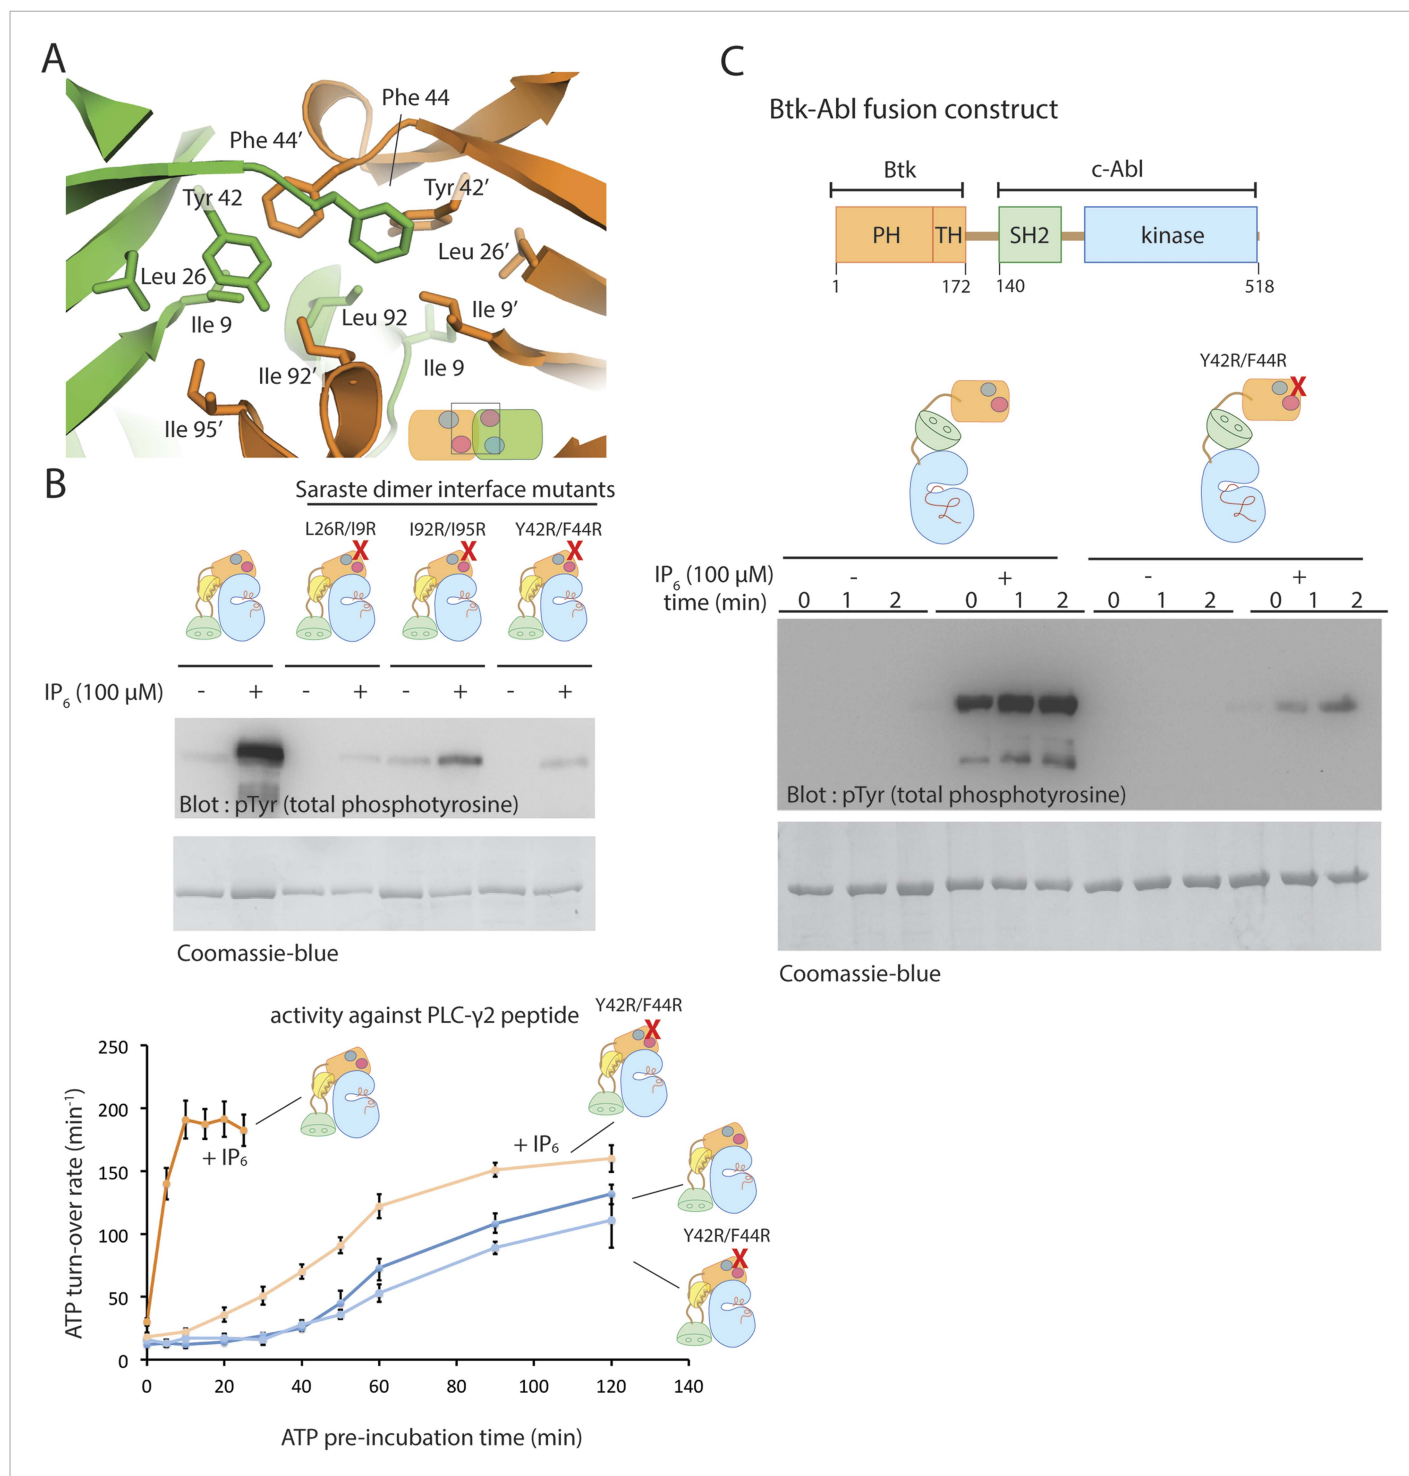 A
Phe 44
Phe 44'
Tyr 42
Tyr 42'
Leu 26'
Leu 26
Ile 9
Leu 92
Ile 9'
Ile 92'
Ile 9
Ile 95'
B
Saraste dimer interface mutants
L26R/I9R I92R/I95R Y42R/F44R
X X X
IP6 (100 μM) - + - + - + - +
Blot : pTyr (total phosphotyrosine)
Coomassie-blue
activity against PLC-γ2 peptide
Y42R/F44R
X
ATP turn-over rate (min-1)
250
200
150
100
50
0
+ IP6
+ IP6
Y42R/F44R
X
0 20 40 60 80 100 120 140
ATP pre-incubation time (min)
C
Btk-Abl fusion construct
Btk c-Abl
PH TH SH2 kinase
1 172 140 518
Y42R/F44R
X
IP6 (100 μM) - + - +
time (min) 0 1 2 0 1 2 0 1 2 0 1 2
Blot : pTyr (total phosphotyrosine)
Coomassie-blue